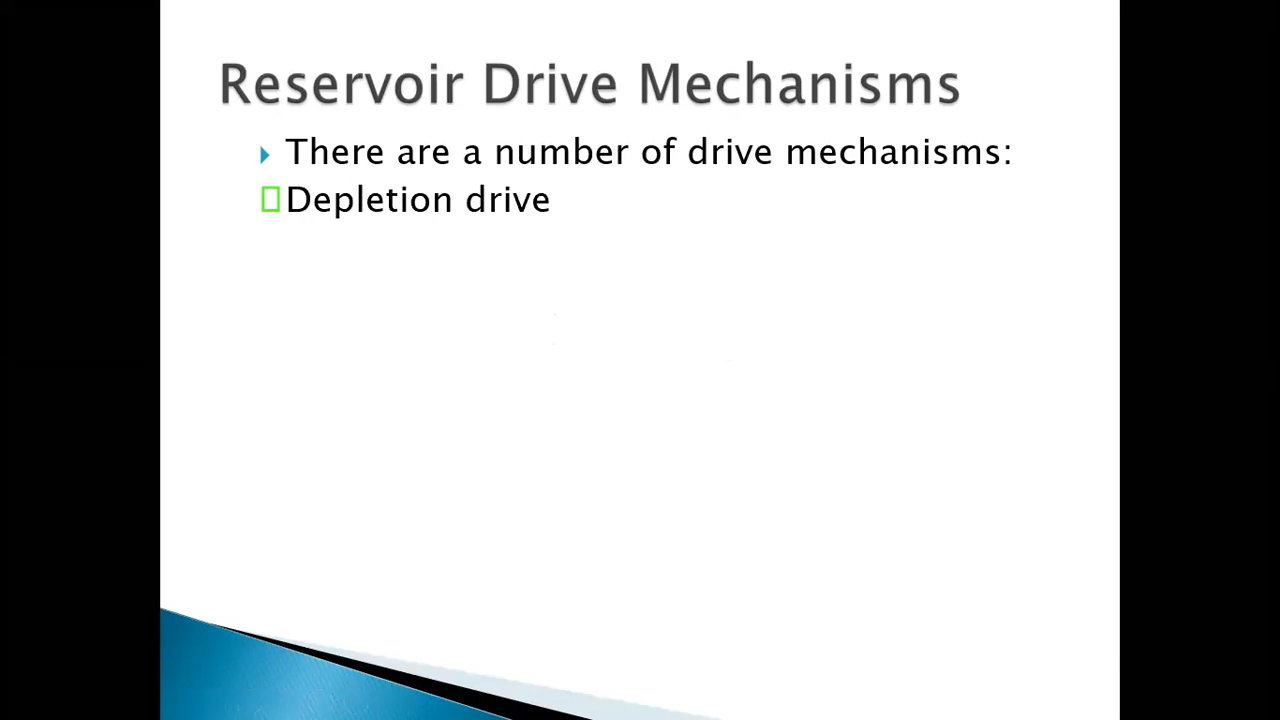 Reservoir Drive Mechanisms
There are a number of drive mechanisms:
Depletion drive